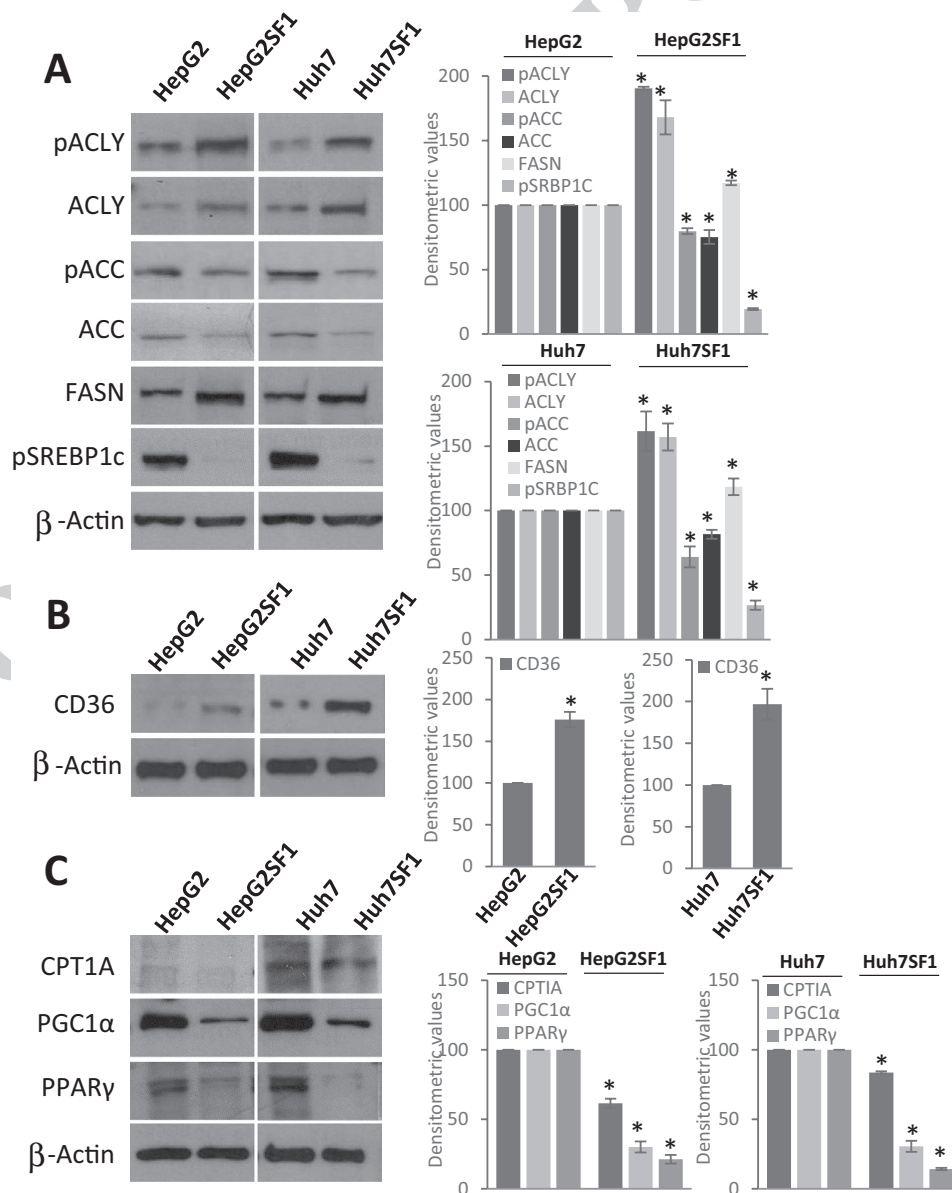 A
HepG2
HepG2SF1
Huh7
Huh7SF1
pACLY
ACLY
pACC
ACC
FASN
pSREBP1c
β-Actin
HepG2
HepG2SF1
Densitometric values
200
150
100
50
0
pACLY
ACLY
pACC
ACC
FASN
pSRBP1C
* * * * * *
Huh7
Huh7SF1
Densitometric values
200
150
100
50
0
pACLY
ACLY
pACC
ACC
FASN
pSRBP1C
* * * * * *
B
HepG2
HepG2SF1
Huh7
Huh7SF1
CD36
β-Actin
Densitometric values
250
200
150
100
50
0
CD36
*
HepG2
HepG2SF1
Densitometric values
250
200
150
100
50
0
CD36
*
Huh7
Huh7SF1
C
HepG2
HepG2SF1
Huh7
Huh7SF1
CPT1A
PGC1α
PPARγ
β-Actin
HepG2
HepG2SF1
Densitometric values
150
100
50
0
CPTIA
PGC1α
PPARγ
* * *
Huh7
Huh7SF1
Densitometric values
150
100
50
0
CPTIA
PGC1α
PPARγ
* * *